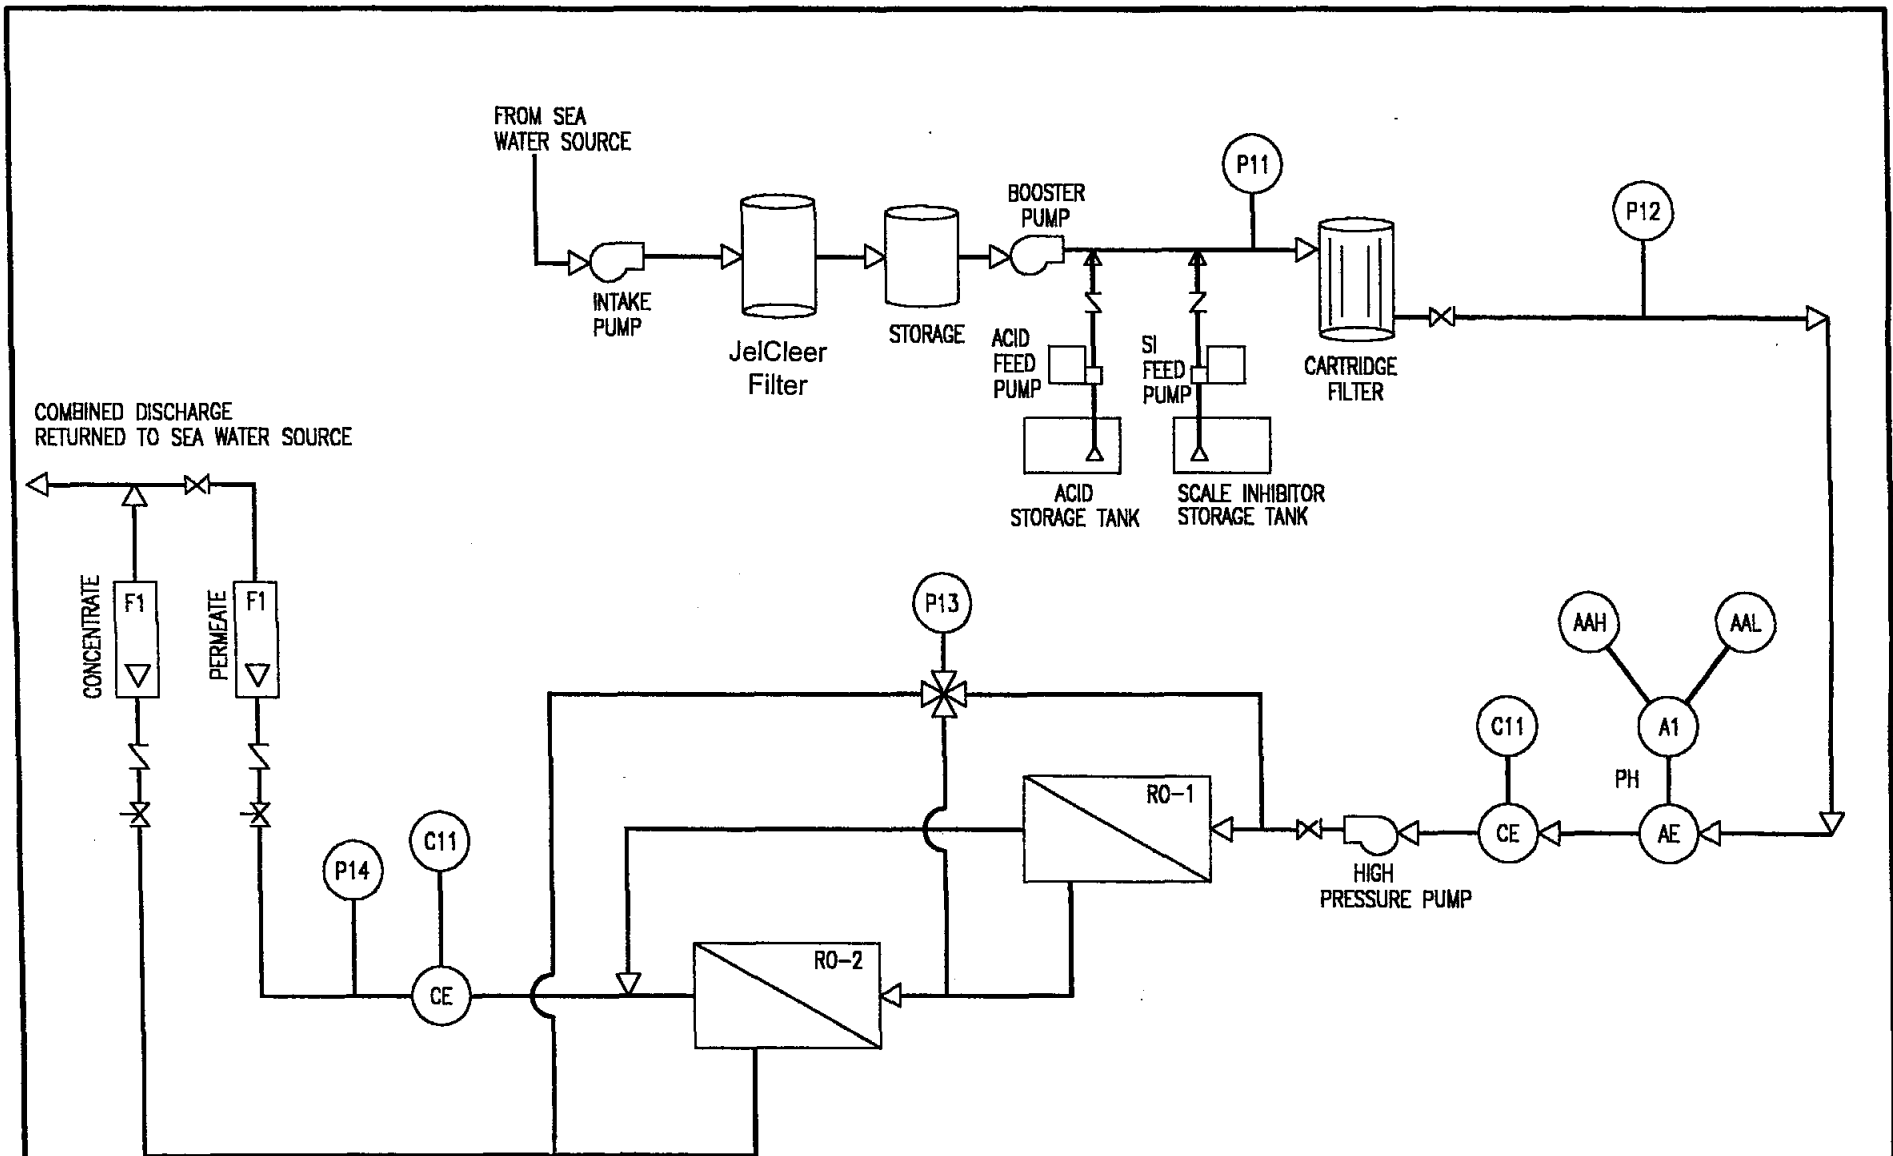 FROM SEA
WATER SOURCE
P11
BOOSTER
PUMP
P12
INTAKE
PUMP
JelCleer
Filter
STORAGE
ACID
FEED
PUMP
SI
FEED
PUMP
CARTRIDGE
FILTER
COMBINED DISCHARGE
RETURNED TO SEA WATER SOURCE
ACID
STORAGE TANK
SCALE INHIBITOR
STORAGE TANK
CONCENTRATE
F1
PERMEATE
F1
P13
AAH
AAL
C11
A1
PH
RO-1
CE
AE
HIGH
PRESSURE PUMP
P14
C11
RO-2
CE